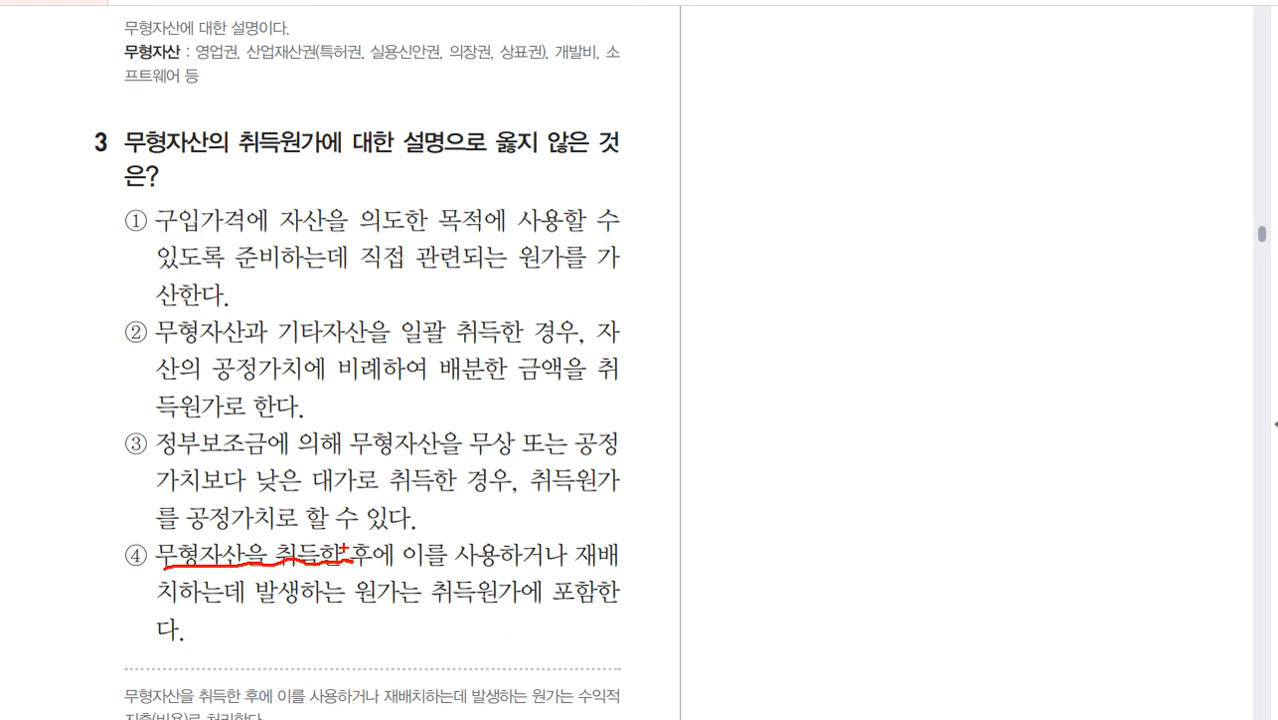 무형자산에 대한 설명이다.
무형자산 : 영업권, 산업재산권(특허권, 실용신안권, 의장권, 상표권), 개발비, 소
프트웨어 등
3 무형자산의 취득원가에 대한 설명으로 옳지 않은 것
은?
① 구입가격에 자산을 의도한 목적에 사용할 수
있도록 준비하는데 직접 관련되는 원가를 가
산한다.
② 무형자산과 기타자산을 일괄 취득한 경우, 자
산의 공정가치에 비례하여 배분한 금액을 취
득원가로 한다.
③ 정부보조금에 의해 무형자산을 무상 또는 공정
가치보다 낮은 대가로 취득한 경우, 취득원가
를 공정가치로 할 수 있다.
④ 무형자산을 취득한 후에 이를 사용하거나 재배
치하는데 발생하는 원가는 취득원가에 포함한
다.
무형자산을 취득한 후에 이를 사용하거나 재배치하는데 발생하는 원가는 수익적
지출(비용)로 처리한다.